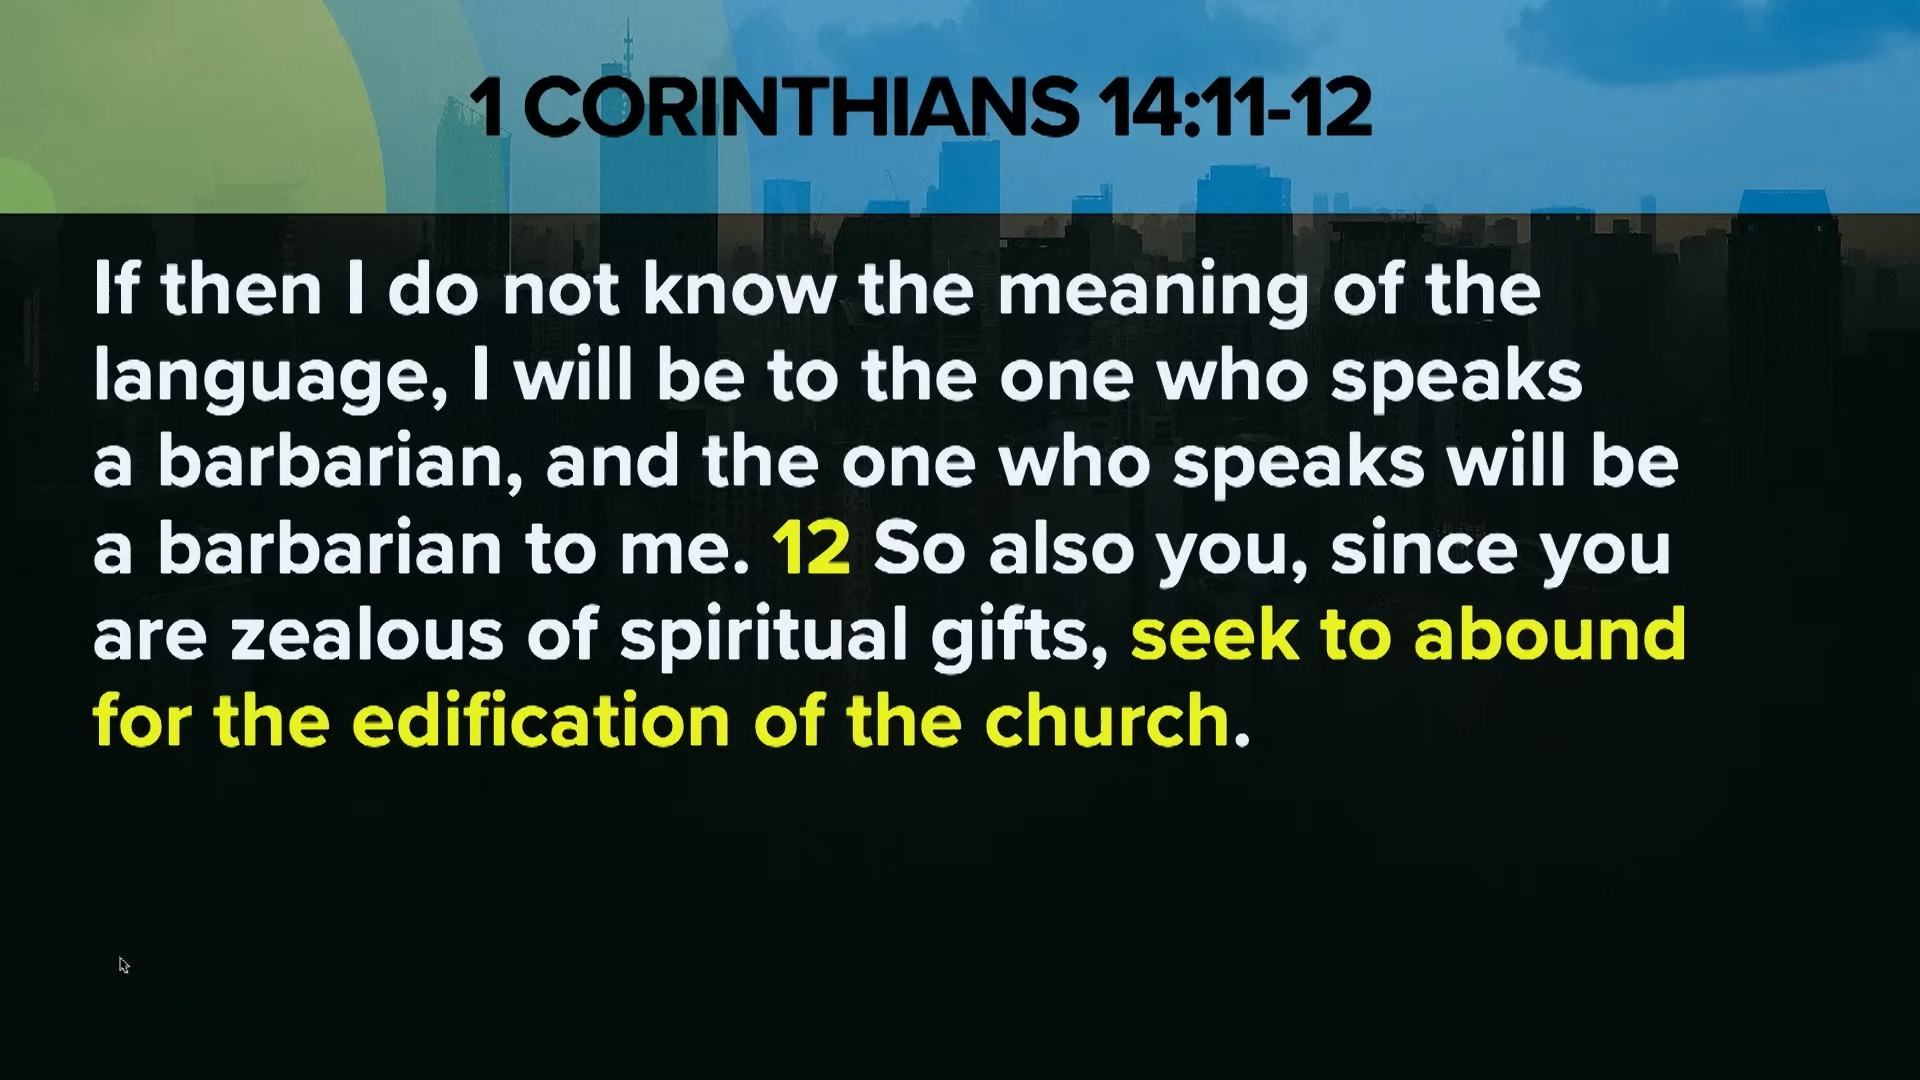 1 CORINTHIANS 14:11-12
If then I do not know the meaning of the
language, I will be to the one who speaks
a barbarian, and the one who speaks will be
a barbarian to me. 12 So also you, since you
are zealous of spiritual gifts, seek to abound
for the edification of the church.